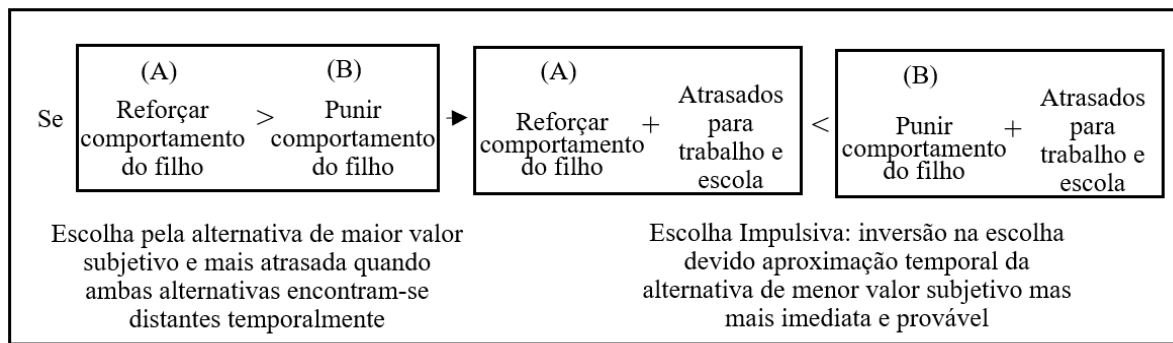 Se
(A)
Reforçar
comportamento
do filho
>
(B)
Punir
comportamento
do filho
(A)
Reforçar
comportamento
do filho
+
Atrasados
para
trabalho e
escola
<
(B)
Punir
comportamento
do filho
+
Atrasados
para
trabalho e
escola
Escolha pela alternativa de maior valor
subjetivo e mais atrasada quando
ambas alternativas encontram-se
distantes temporalmente
Escolha Impulsiva: inversão na escolha
devido aproximação temporal da
alternativa de menor valor subjetivo mas
mais imediata e provável